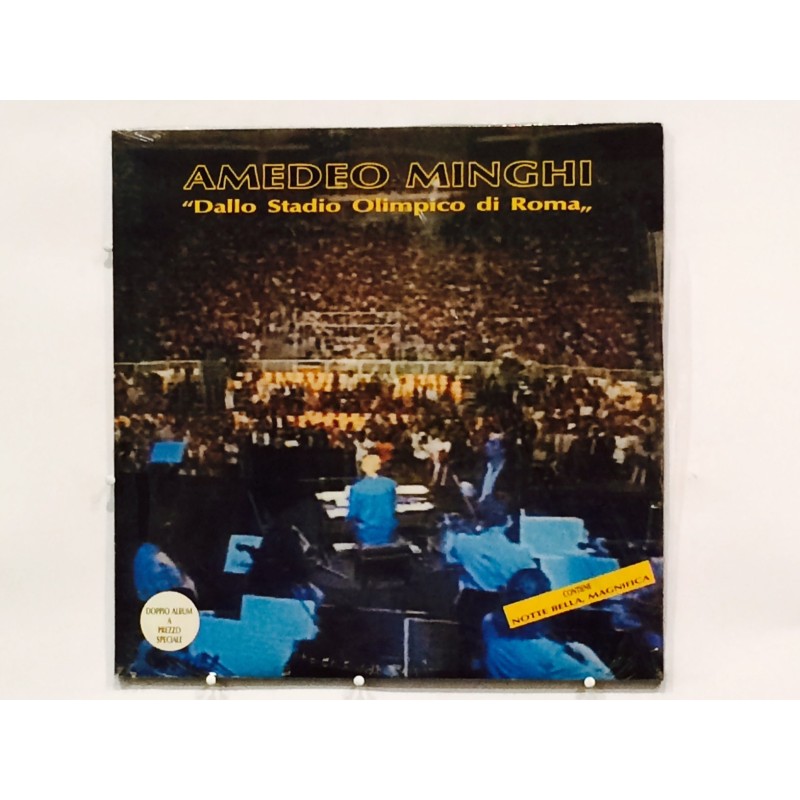 AMEDEO MINGHI
“Dallo Stadio Olimpico di Roma„
CONTIENE
NOTTE BELLA, MAGNIFICA
DOPPIO ALBUM
A
PREZZO
SPECIALE